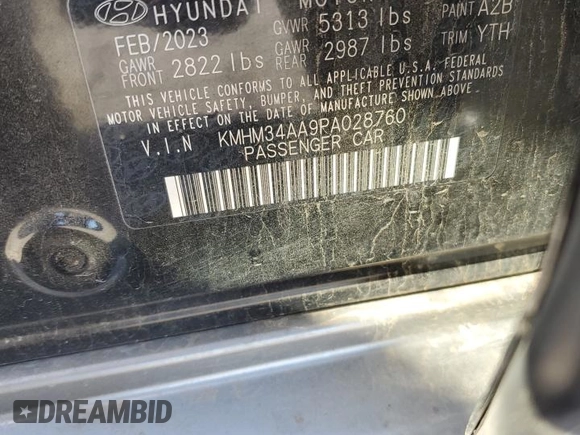 HYUNDAI MOTOR
FEB/2023 GVWR 5313 lbs PAINT A2B
GAWR FRONT 2822 lbs GAWR REAR 2987 lbs TRIM YTH
THIS VEHICLE CONFORMS TO ALL APPLICABLE U.S.A. FEDERAL
MOTOR VEHICLE SAFETY, BUMPER, AND THEFT PREVENTION STANDARDS
IN EFFECT ON THE DATE OF MANUFACTURE SHOWN ABOVE.
V.I.N KMHM34AA9PA028760
PASSENGER CAR
DREAMBID